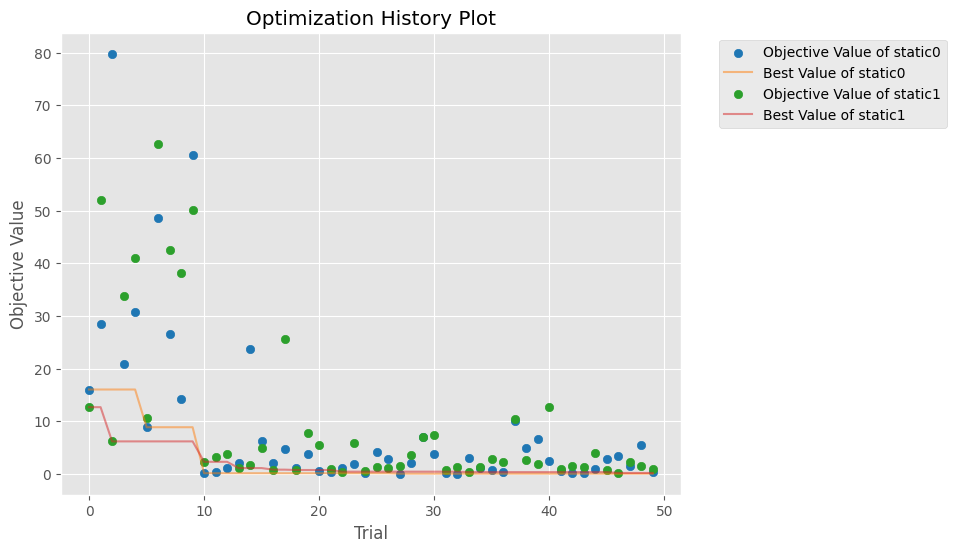 Optimization History Plot
Objective Value of static0
Best Value of static0
Objective Value of static1
Best Value of static1
Objective Value
80
70
60
50
40
30
20
10
0
0 10 20 30 40 50
Trial